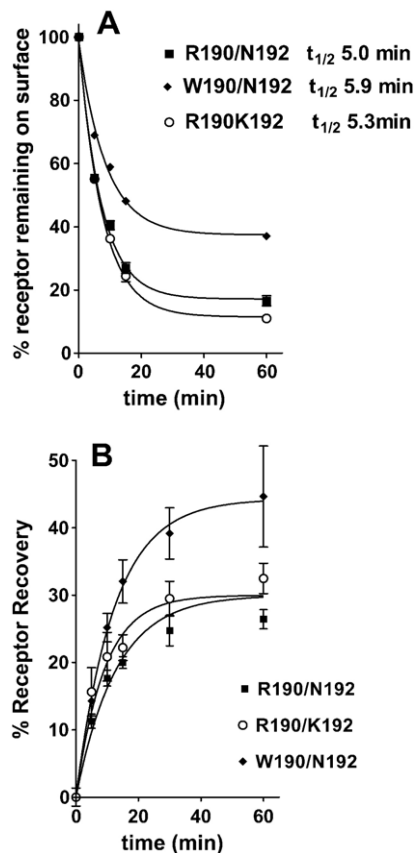 A
R190/N192 t1/2 5.0 min
W190/N192 t1/2 5.9 min
R190K192 t1/2 5.3min
% receptor remaining on surface
100
80
60
40
20
0
0 20 40 60
time (min)
B
% Receptor Recovery
50
40
30
20
10
0
R190/N192
R190/K192
W190/N192
0 20 40 60
time (min)